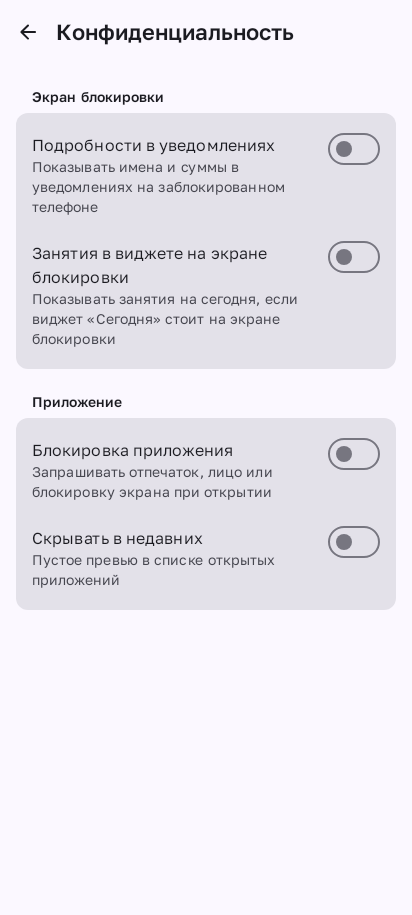 Конфиденциальность
Экран блокировки
Подробности в уведомлениях
Показывать имена и суммы в
уведомлениях на заблокированном
телефоне
Занятия в виджете на экране
блокировки
Показывать занятия на сегодня, если
виджет «Сегодня» стоит на экране
блокировки
Приложение
Блокировка приложения
Запрашивать отпечаток, лицо или
блокировку экрана при открытии
Скрывать в недавних
Пустое превью в списке открытых
приложений